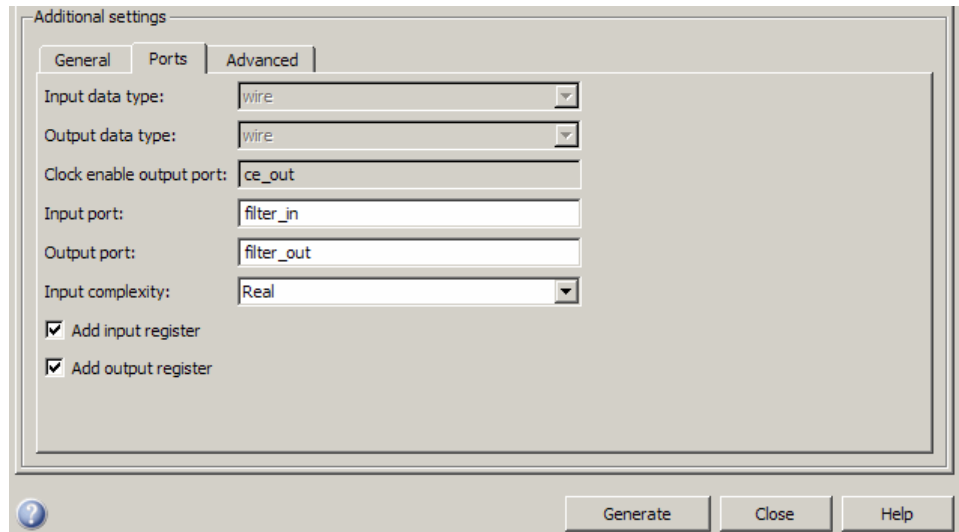 Additional settings
General Ports Advanced
Input data type: wire
Output data type: wire
Clock enable output port: ce_out
Input port: filter_in
Output port: filter_out
Input complexity: Real
Add input register
Add output register
?
Generate Close Help